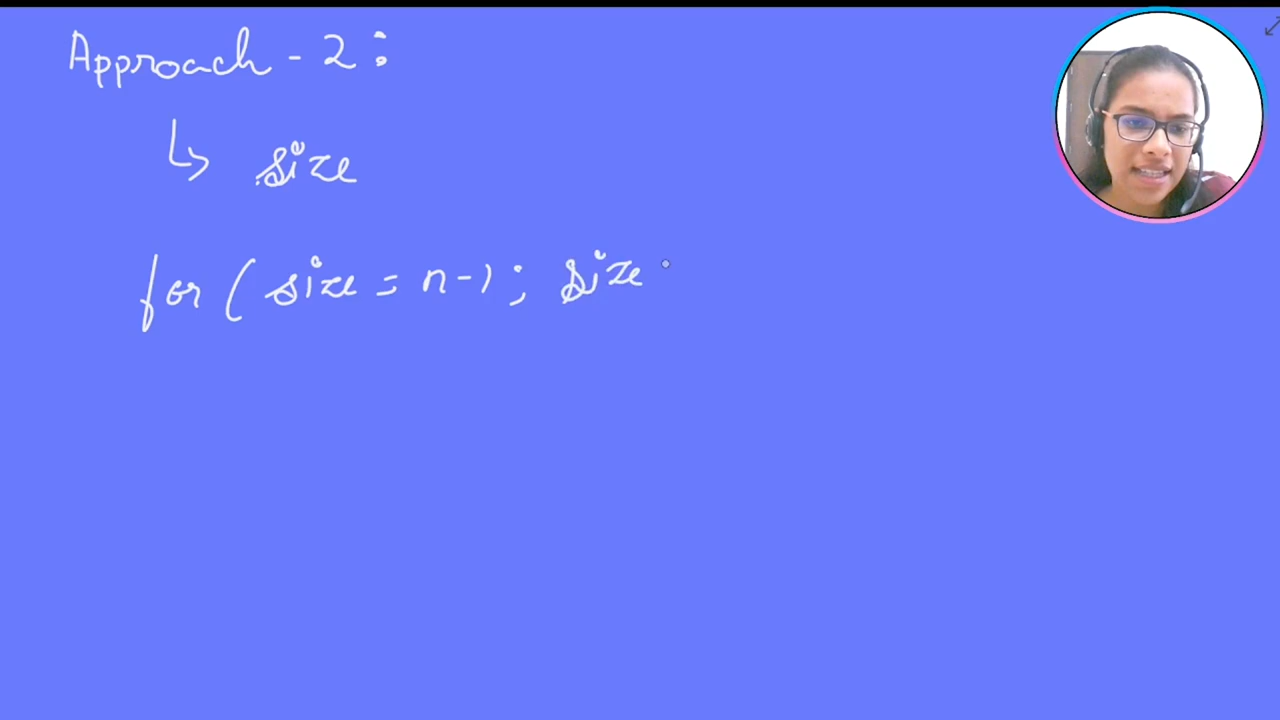 Approach - 2:
↳ size
for ( size = n-1 ; size